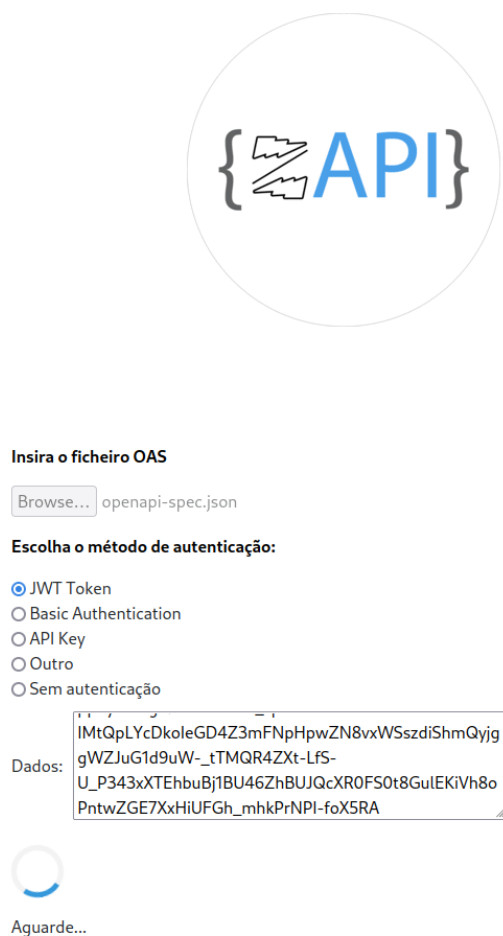 {ZAPI}
Insira o ficheiro OAS
Browse... openapi-spec.json
Escolha o método de autenticação:
JWT Token
Basic Authentication
API Key
Outro
Sem autenticação
Dados:
IMtQpLYcDkoIeGD4Z3mFNpHpwZN8vxWSszdiShmQyjg
gWZJuG1d9uW-_tTMQR4ZXt-LfS-
U_P343xXTEhbuBj1BU46ZhBUJQcXR0FS0t8GulEKiVh8o
PntwZGE7XxHiUFGh_mhkPrNPI-foX5RA
Aguarde...